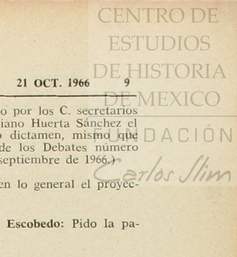 CENTRO DE
ESTUDIOS
DE HISTORIA
DE MEXICO
FUNDACIÓN
Carlos Slim
21 OCT. 1966 9
o por los C. secretarios
iano Huerta Sánchez el
o dictamen, mismo que
de los Debates número
septiembre de 1966.)
en lo general el proyec-
Escobedo: Pido la pa-